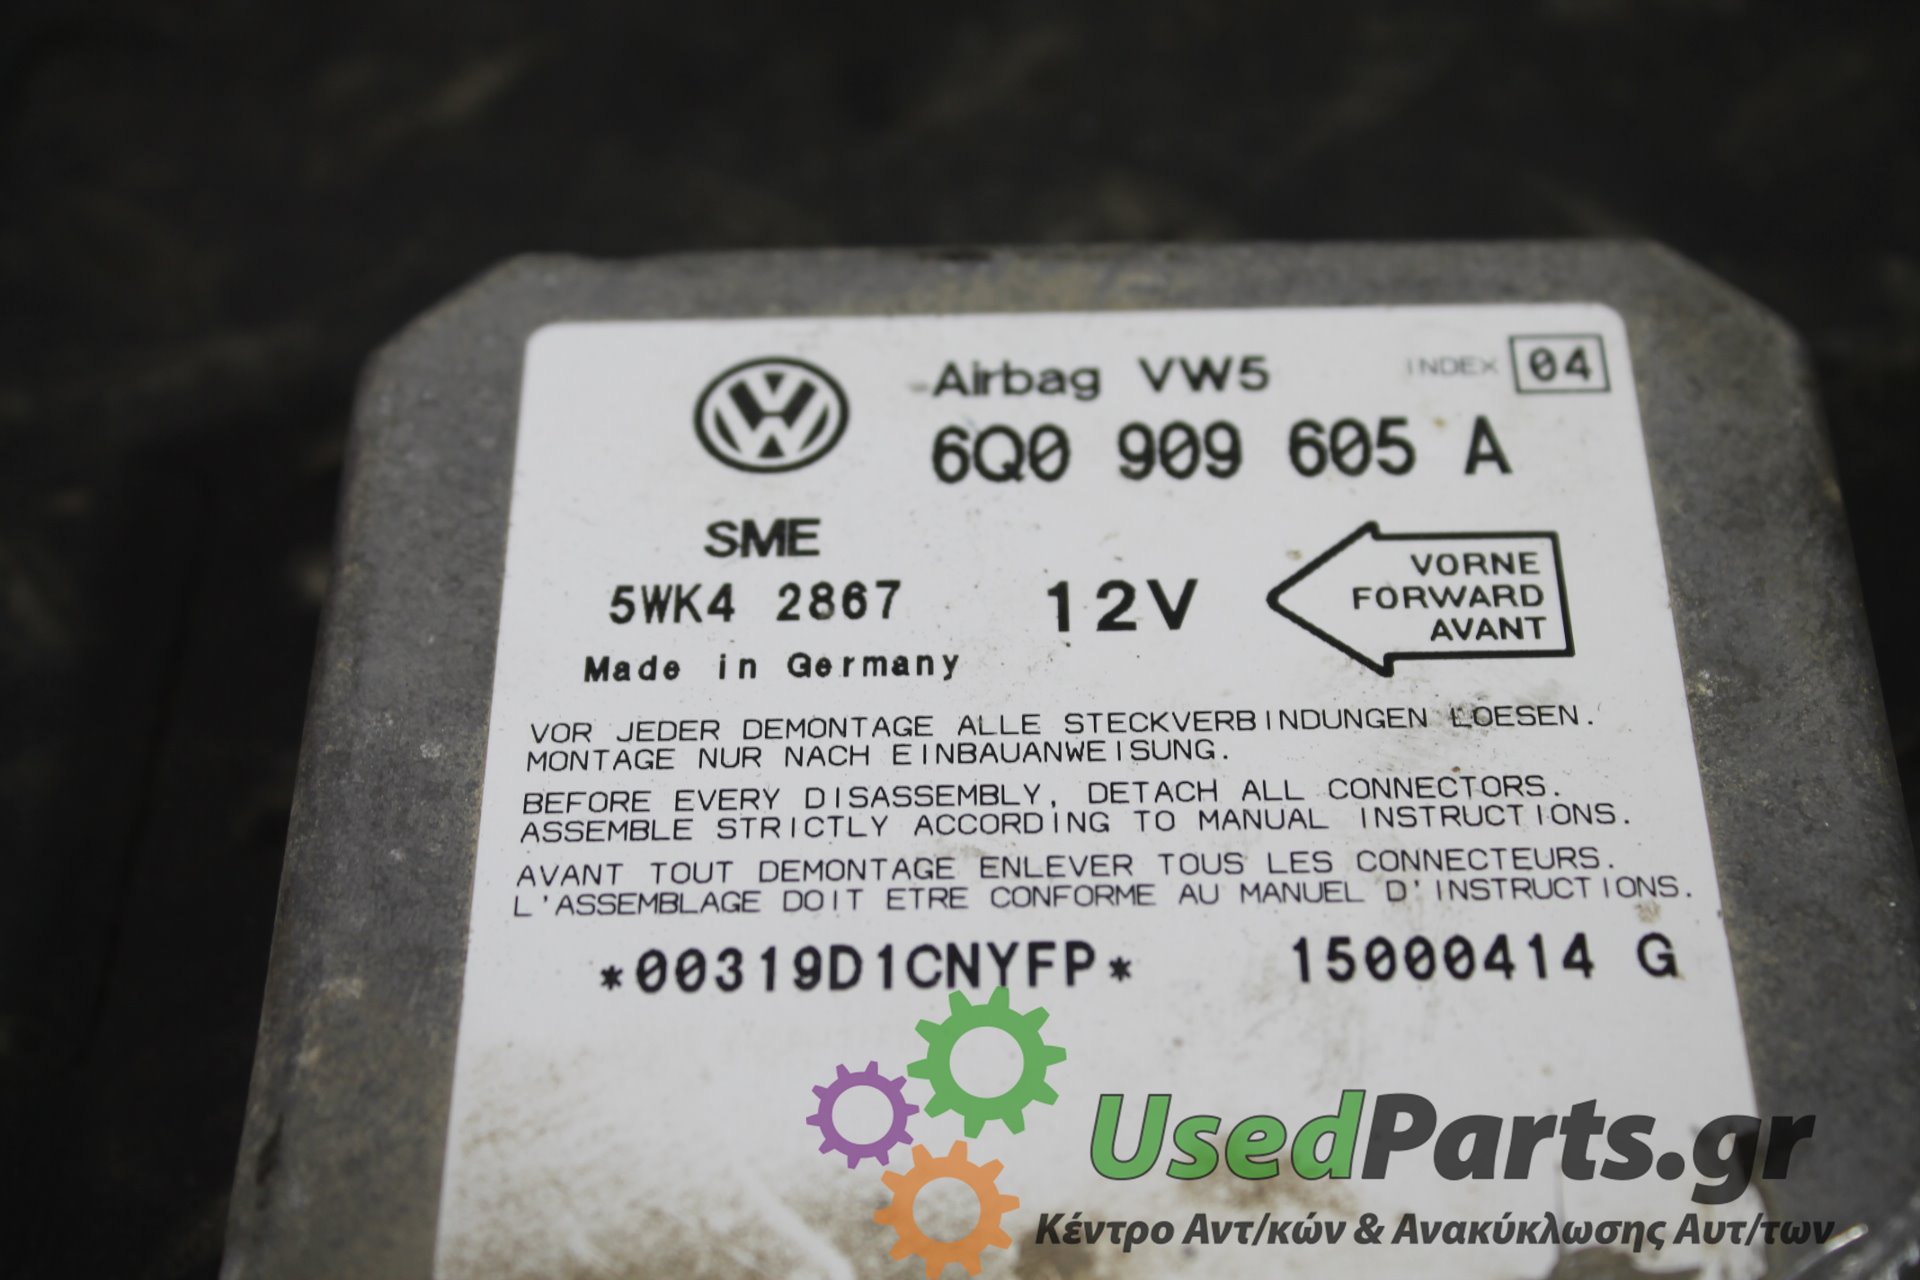 Airbag VW5 INDEX 04
6Q0 909 605 A
SME
5WK4 2867 12V
VORNE
FORWARD
AVANT
Made in Germany
VOR JEDER DEMONTAGE ALLE STECKVERBINDUNGEN LOESEN.
MONTAGE NUR NACH EINBAUANWEISUNG.
BEFORE EVERY DISASSEMBLY, DETACH ALL CONNECTORS.
ASSEMBLE STRICTLY ACCORDING TO MANUAL INSTRUCTIONS.
AVANT TOUT DEMONTAGE ENLEVER TOUS LES CONNECTEURS.
L'ASSEMBLAGE DOIT ETRE CONFORME AU MANUEL D'INSTRUCTIONS.
*00319D1CNYFP* 15000414 G
UsedParts.gr
Κέντρο Αντ/κών & Ανακύκλωσης Αυτ/των